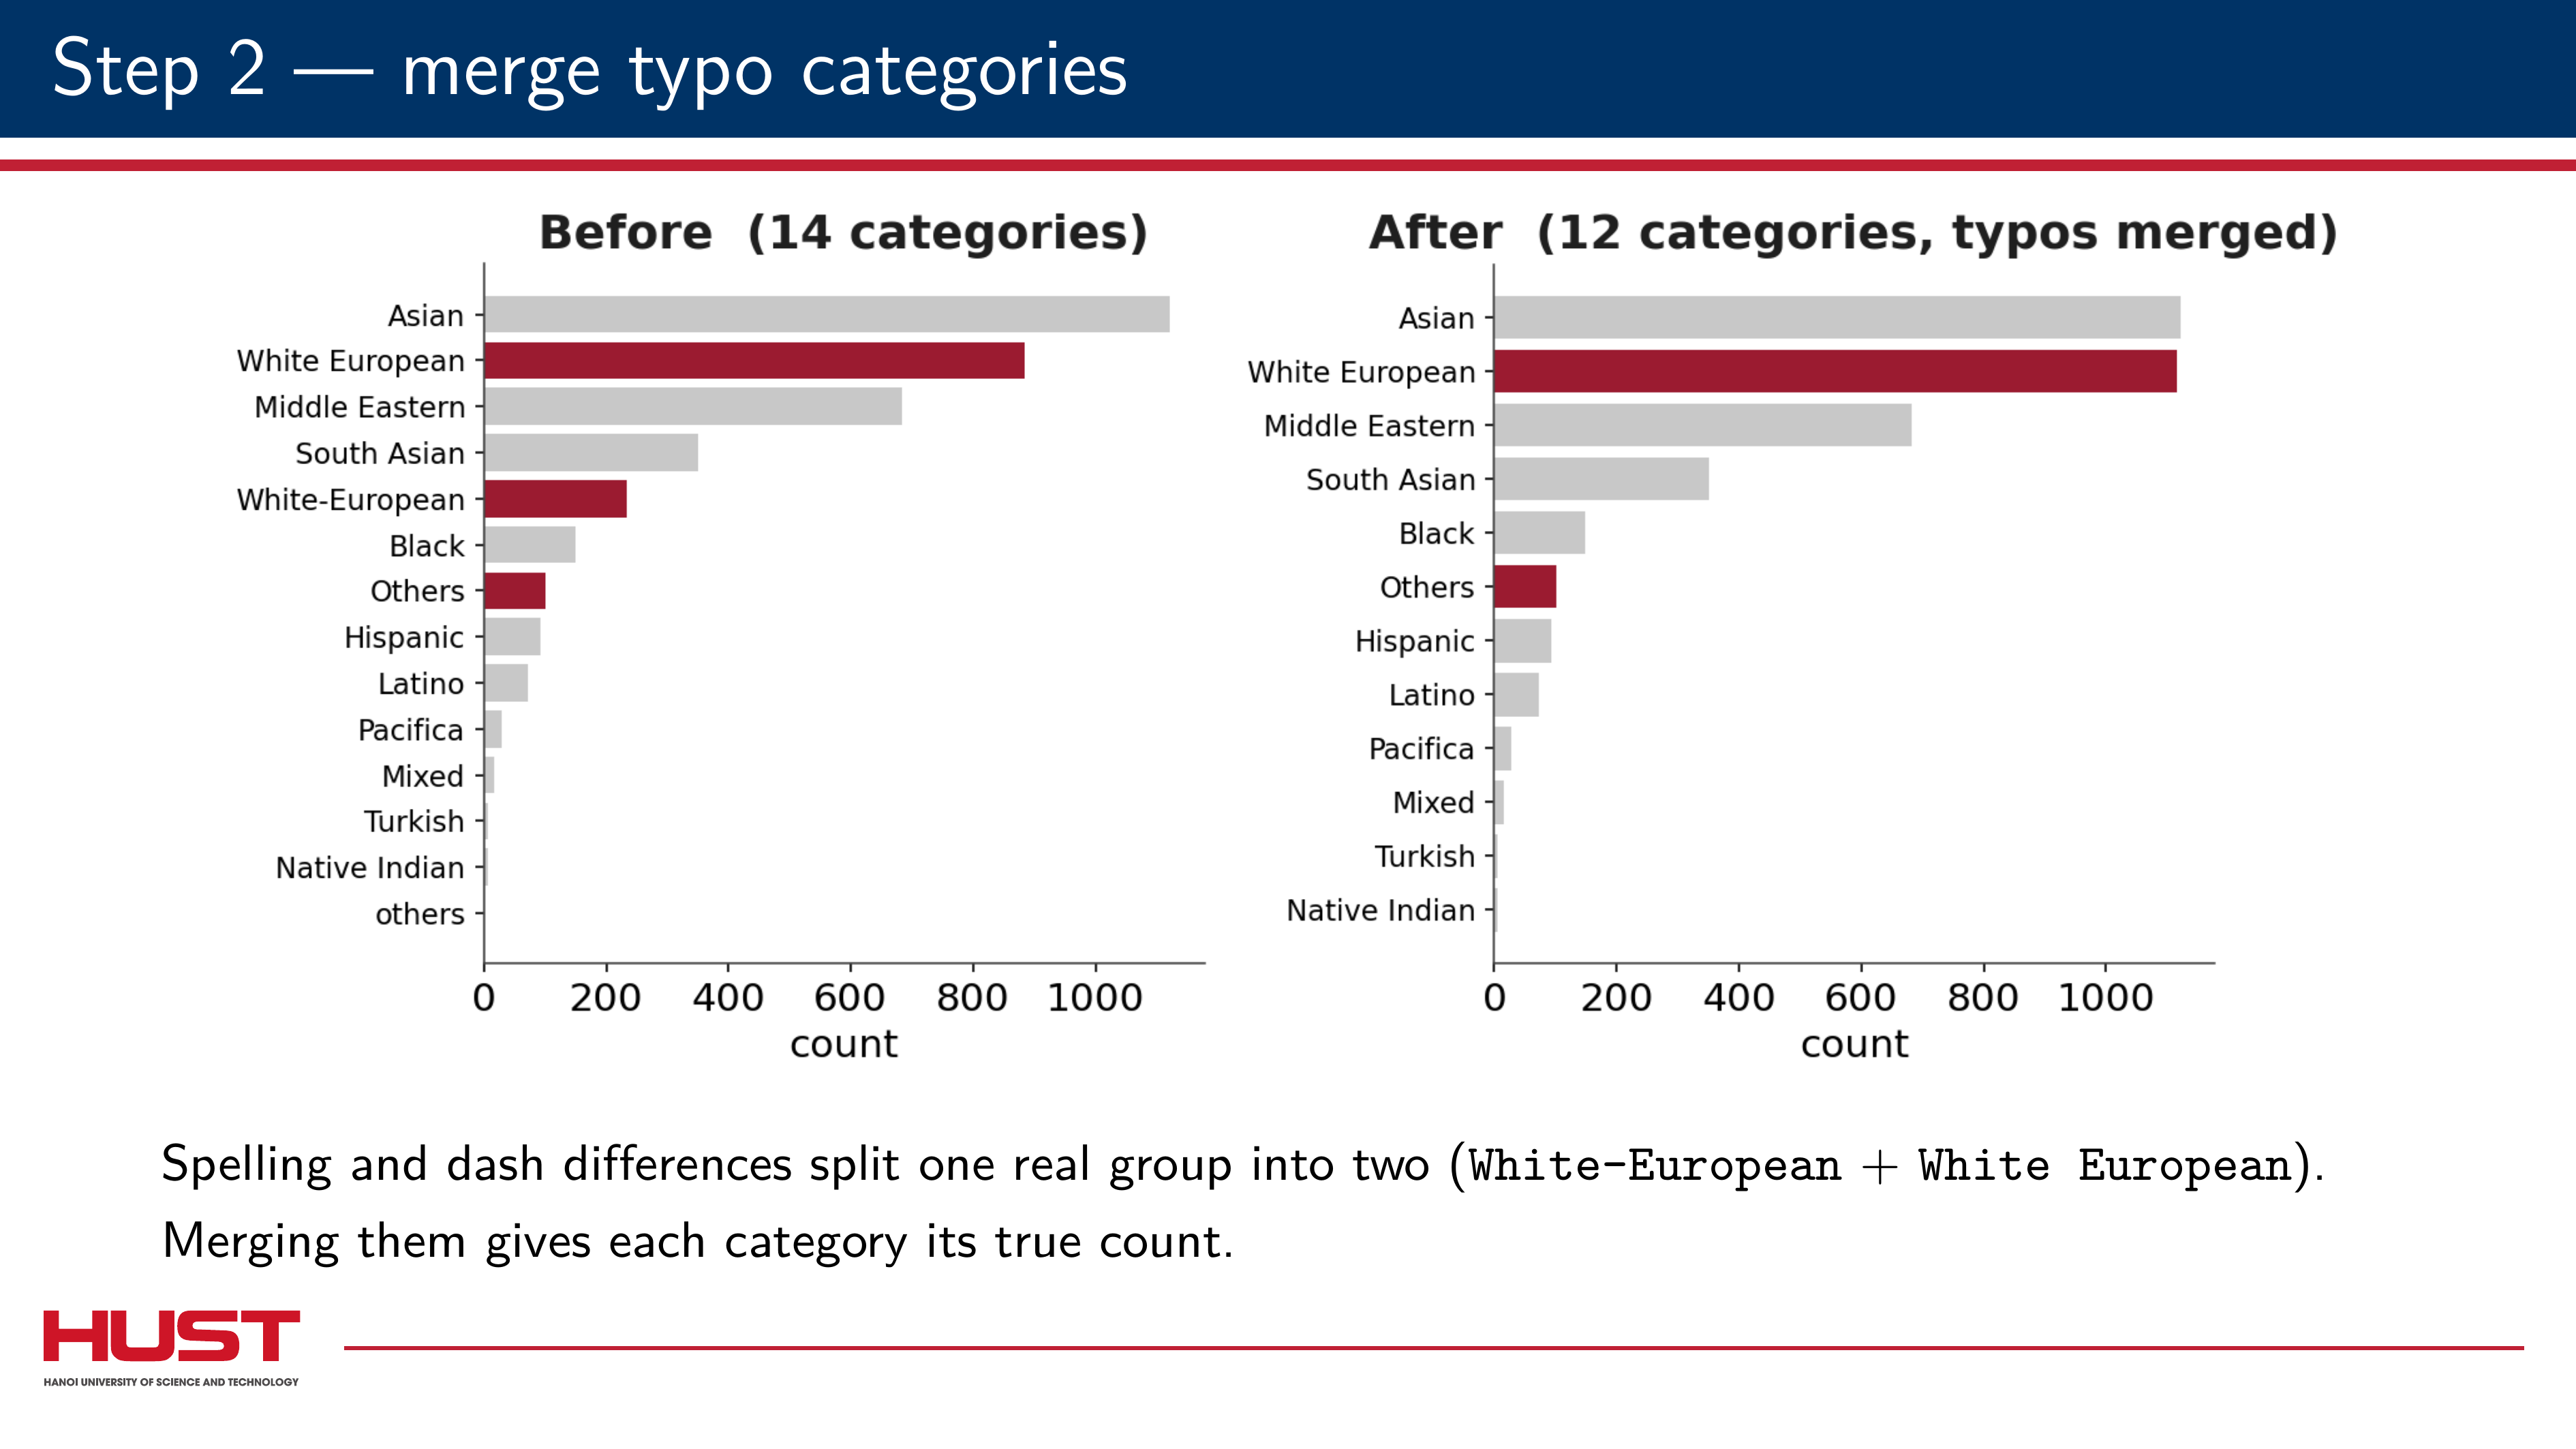 Step 2 — merge typo categories
Before (14 categories)
Asian
White European
Middle Eastern
South Asian
White-European
Black
Others
Hispanic
Latino
Pacifica
Mixed
Turkish
Native Indian
others
0 200 400 600 800 1000
count
After (12 categories, typos merged)
Asian
White European
Middle Eastern
South Asian
Black
Others
Hispanic
Latino
Pacifica
Mixed
Turkish
Native Indian
0 200 400 600 800 1000
count
Spelling and dash differences split one real group into two (White-European + White European).
Merging them gives each category its true count.
HUST
HANOI UNIVERSITY OF SCIENCE AND TECHNOLOGY